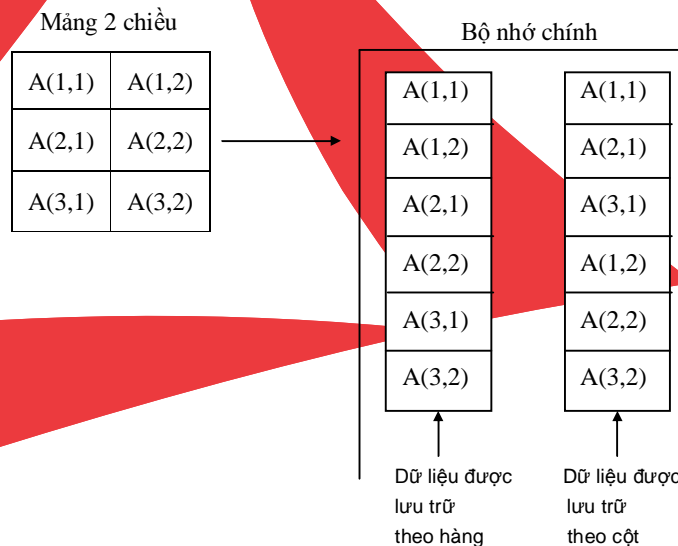 Mảng 2 chiều
A(1,1) A(1,2)
A(2,1) A(2,2)
A(3,1) A(3,2)
Bộ nhớ chính
A(1,1)
A(1,2)
A(2,1)
A(2,2)
A(3,1)
A(3,2)
Dữ liệu được
lưu trữ
theo hàng
A(1,1)
A(2,1)
A(3,1)
A(1,2)
A(2,2)
A(3,2)
Dữ liệu được
lưu trữ
theo cột